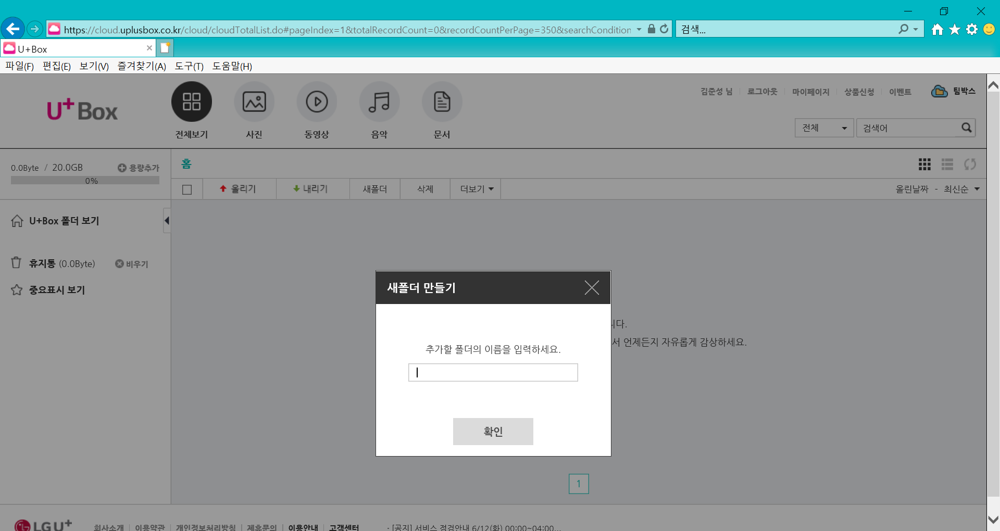 https://cloud.uplusbox.co.kr/cloud/cloudTotalList.do#pageIndex=1&totalRecordCount=0&recordCountPerPage=350&searchCondition
검색...
U+Box
파일(F) 편집(E) 보기(V) 즐겨찾기(A) 도구(T) 도움말(H)
U+ Box
전체보기 사진 동영상 음악 문서
김준성 님 로그아웃 마이페이지 상품신청 이벤트 팀박스
전체 검색어
0.0Byte / 20.0GB 용량추가
0%
홈
올리기 내리기 새폴더 삭제 더보기
올린날짜 - 최신순
U+Box 폴더 보기
휴지통 (0.0Byte) 비우기
중요표시 보기
새폴더 만들기
추가할 폴더의 이름을 입력하세요.
확인
니다.
서 언제든지 자유롭게 감상하세요.
1
LG U+
회사소개 이용약관 개인정보처리방침 제휴문의 이용안내 고객센터
· [공지] 서비스 점검안내 6/12(화) 00:00~04:00...